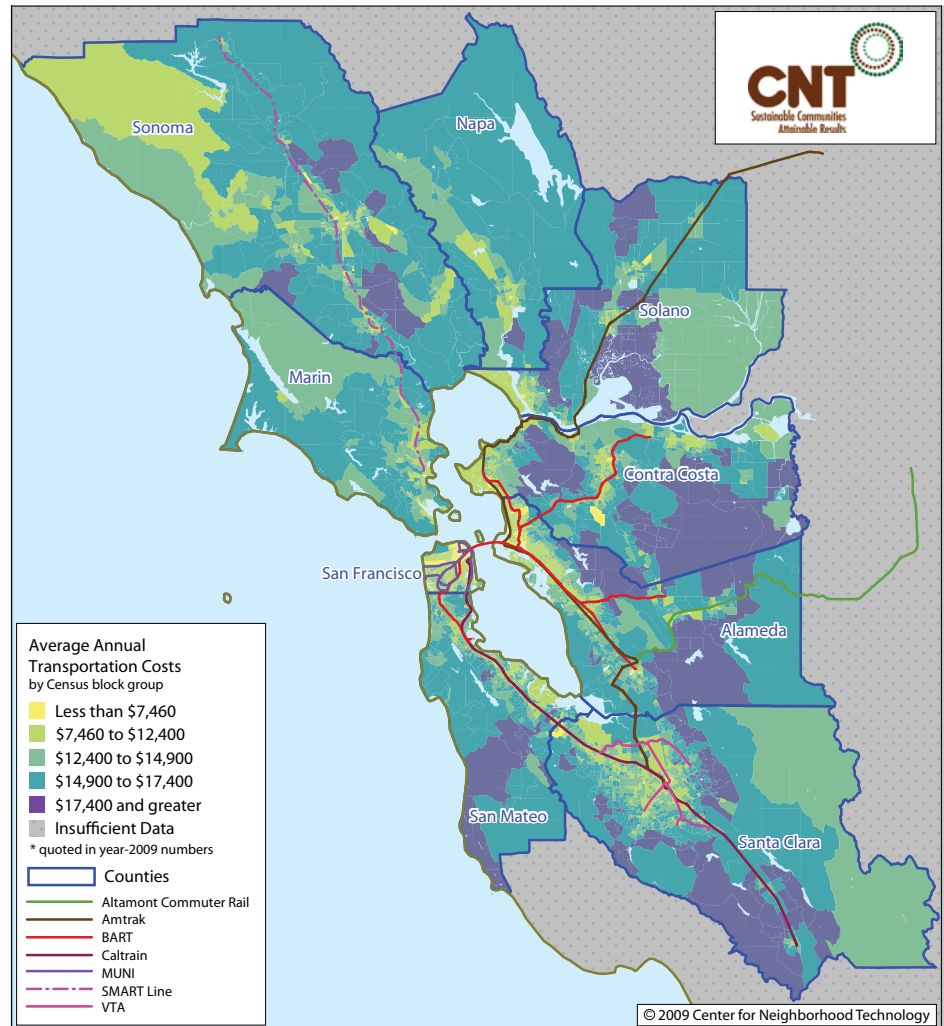 CNT
Sustainable Communities
Attainable Results
Sonoma
Napa
Solano
Marin
Contra Costa
San Francisco
Alameda
San Mateo
Santa Clara
Average Annual
Transportation Costs
by Census block group
Less than $7,460
$7,460 to $12,400
$12,400 to $14,900
$14,900 to $17,400
$17,400 and greater
Insufficient Data
* quoted in year-2009 numbers
Counties
Altamont Commuter Rail
Amtrak
BART
Caltrain
MUNI
SMART Line
VTA
© 2009 Center for Neighborhood Technology